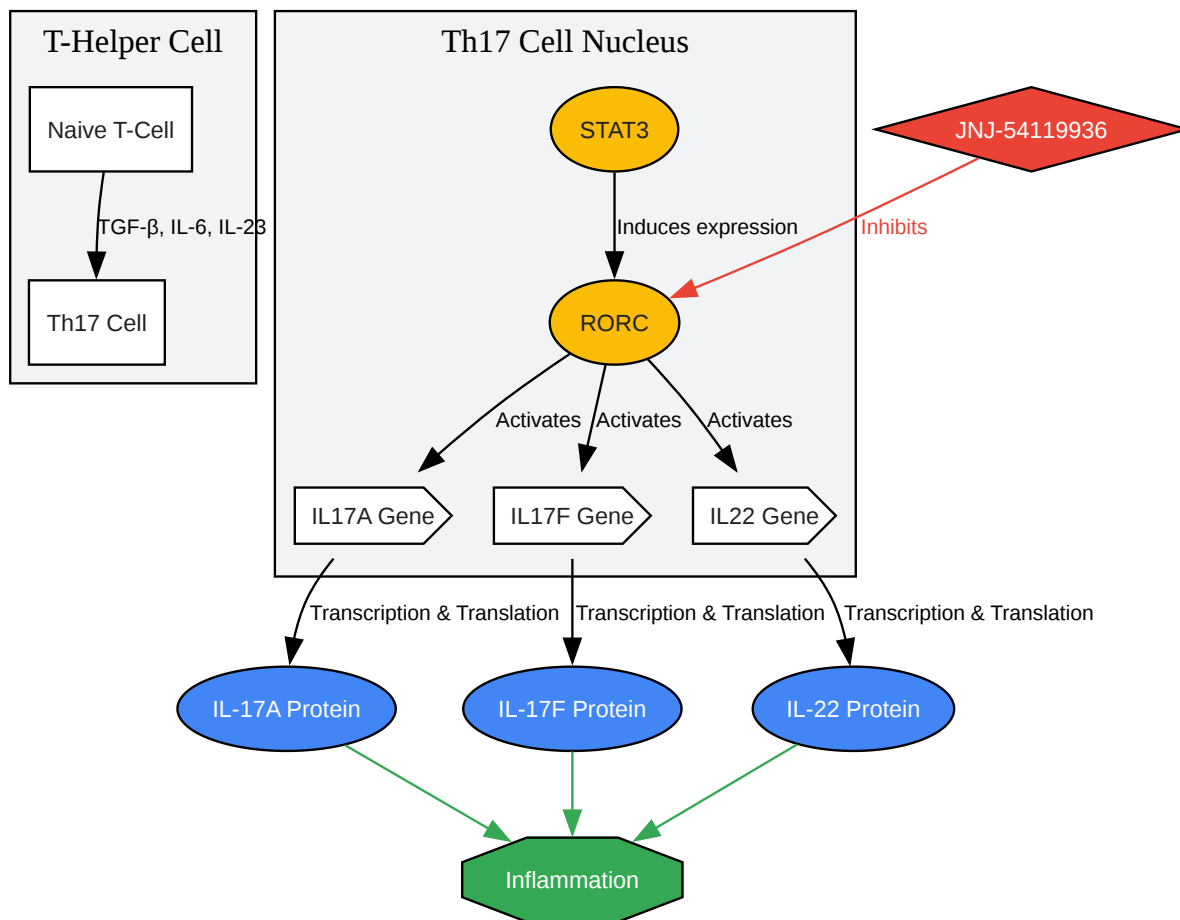 T-Helper Cell
Th17 Cell Nucleus
Naive T-Cell
STAT3
JNJ-54119936
TGF-β, IL-6, IL-23
Induces expression
Inhibits
Th17 Cell
RORC
Activates
Activates
Activates
IL17A Gene
IL17F Gene
IL22 Gene
Transcription & Translation
Transcription & Translation
Transcription & Translation
IL-17A Protein
IL-17F Protein
IL-22 Protein
Inflammation